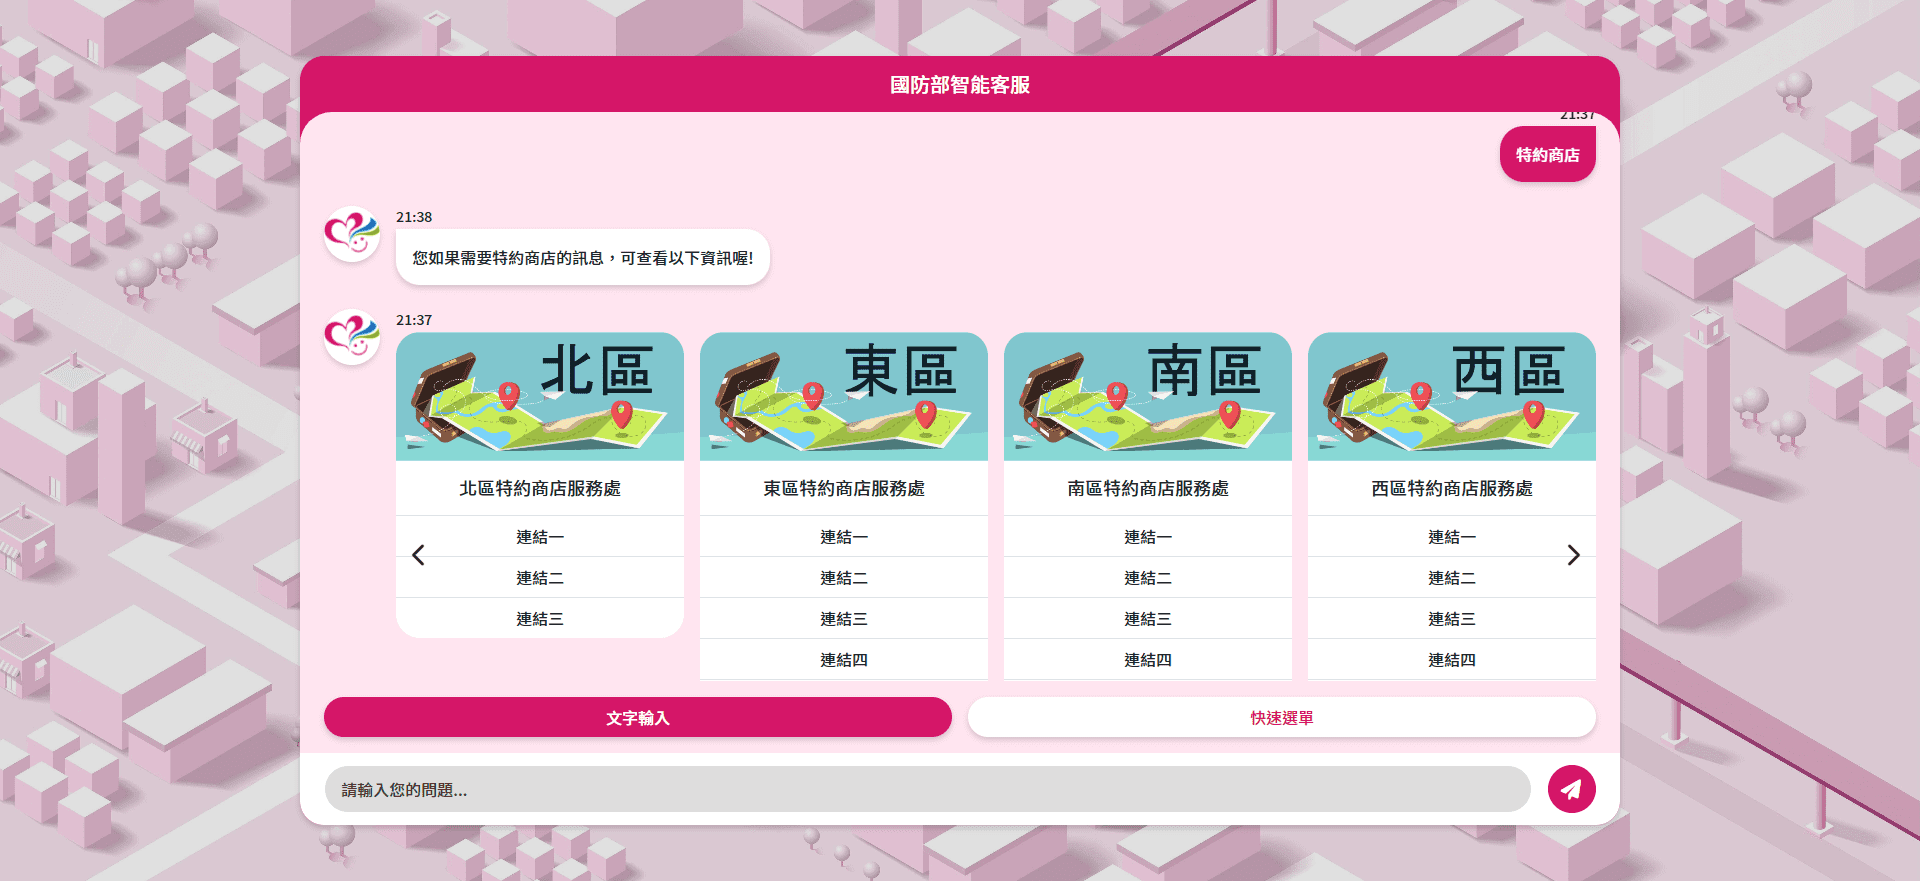 國防部智能客服
21:37
特約商店
21:38
您如果需要特約商店的訊息，可查看以下資訊喔!
21:37
北區
北區特約商店服務處
連結一
連結二
連結三
東區
東區特約商店服務處
連結一
連結二
連結三
連結四
南區
南區特約商店服務處
連結一
連結二
連結三
連結四
西區
西區特約商店服務處
連結一
連結二
連結三
連結四
文字輸入
快速選單
請輸入您的問題...